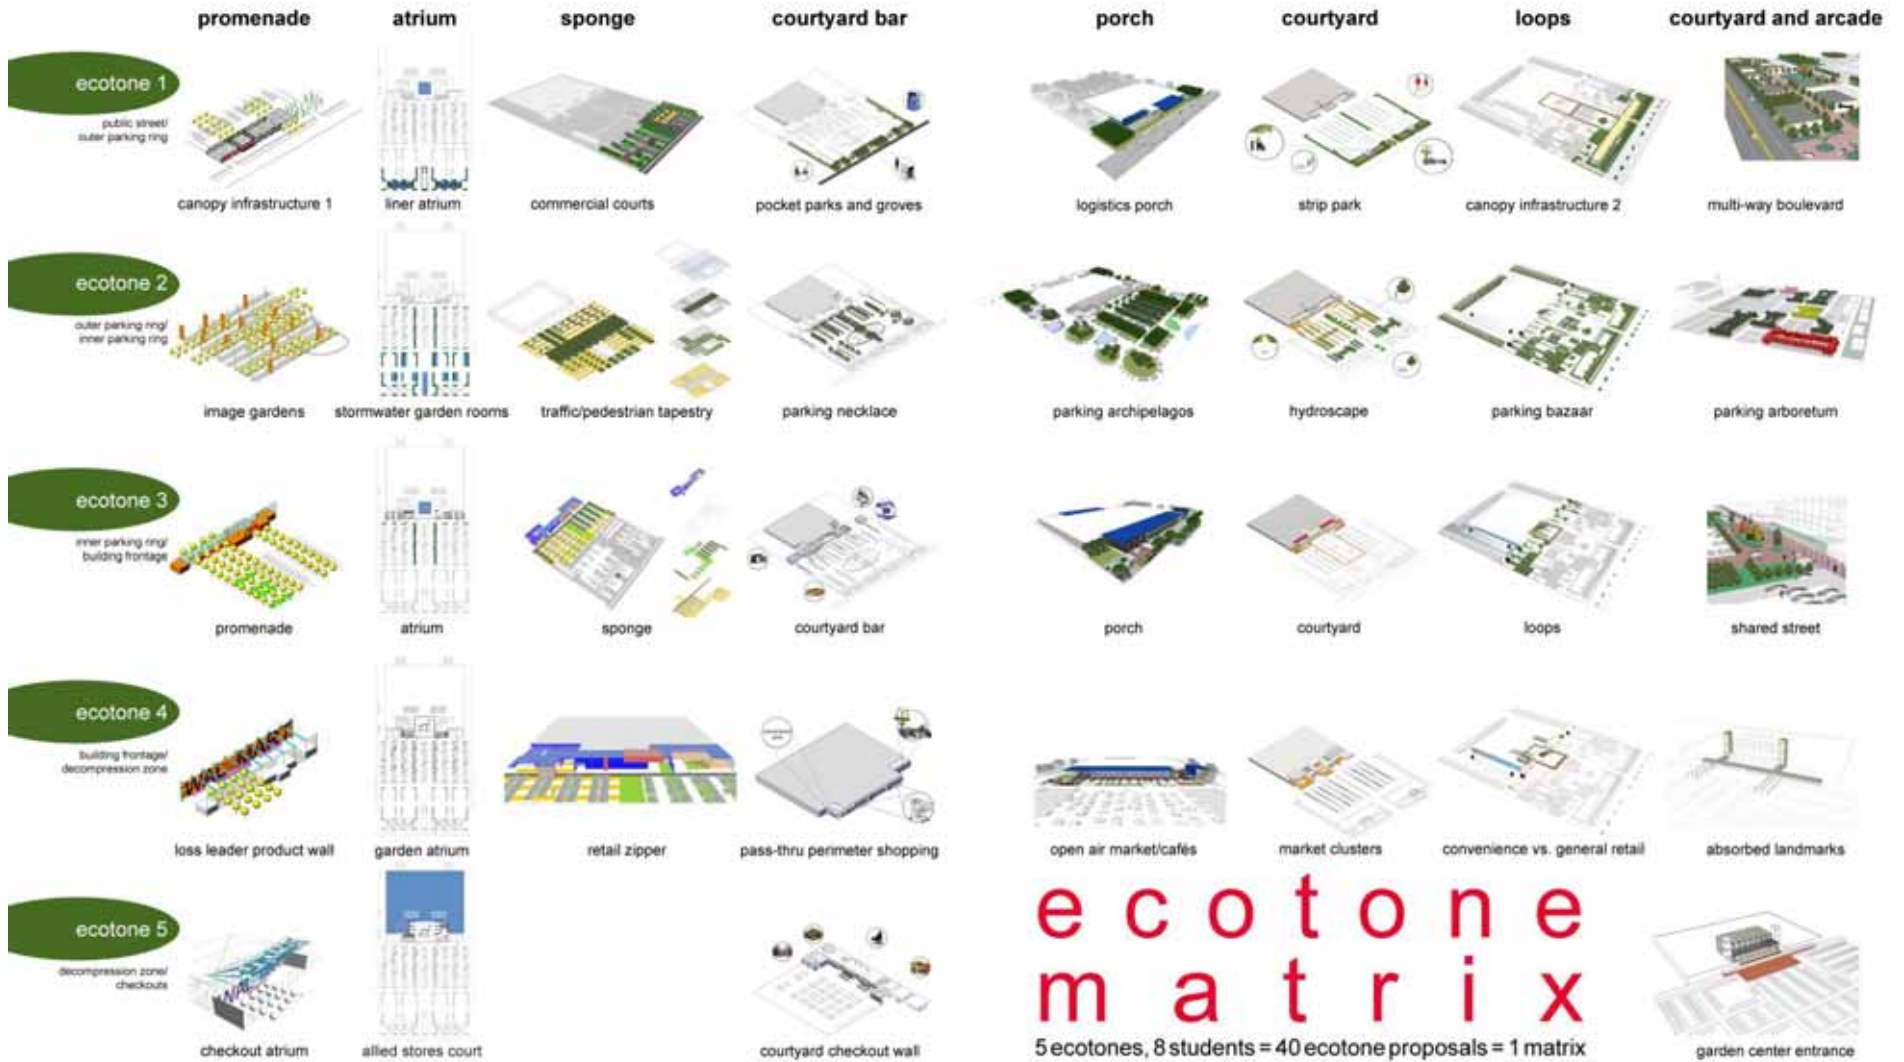 promenade atrium sponge courtyard bar porch courtyard loops courtyard and arcade
ecotone 1
public street/
outer parking ring
canopy infrastructure 1 liner atrium commercial courts pocket parks and groves logistics porch strip park canopy infrastructure 2 multi-way boulevard
ecotone 2
outer parking ring/
inner parking ring
image gardens stormwater garden rooms traffic/pedestrian tapestry parking necklace parking archipelagos hydroscape parking bazaar parking arboretum
ecotone 3
inner parking ring/
building frontage
promenade atrium sponge courtyard bar porch courtyard loops shared street
ecotone 4
building frontage/
decompression zone
loss leader product wall garden atrium retail zipper pass-thru perimeter shopping open air market/cafés market clusters convenience vs. general retail absorbed landmarks
ecotone 5
decompression zone/
checkouts
checkout atrium allied stores court courtyard checkout wall
ecotone
matrix
5 ecotones, 8 students = 40 ecotone proposals = 1 matrix
garden center entrance